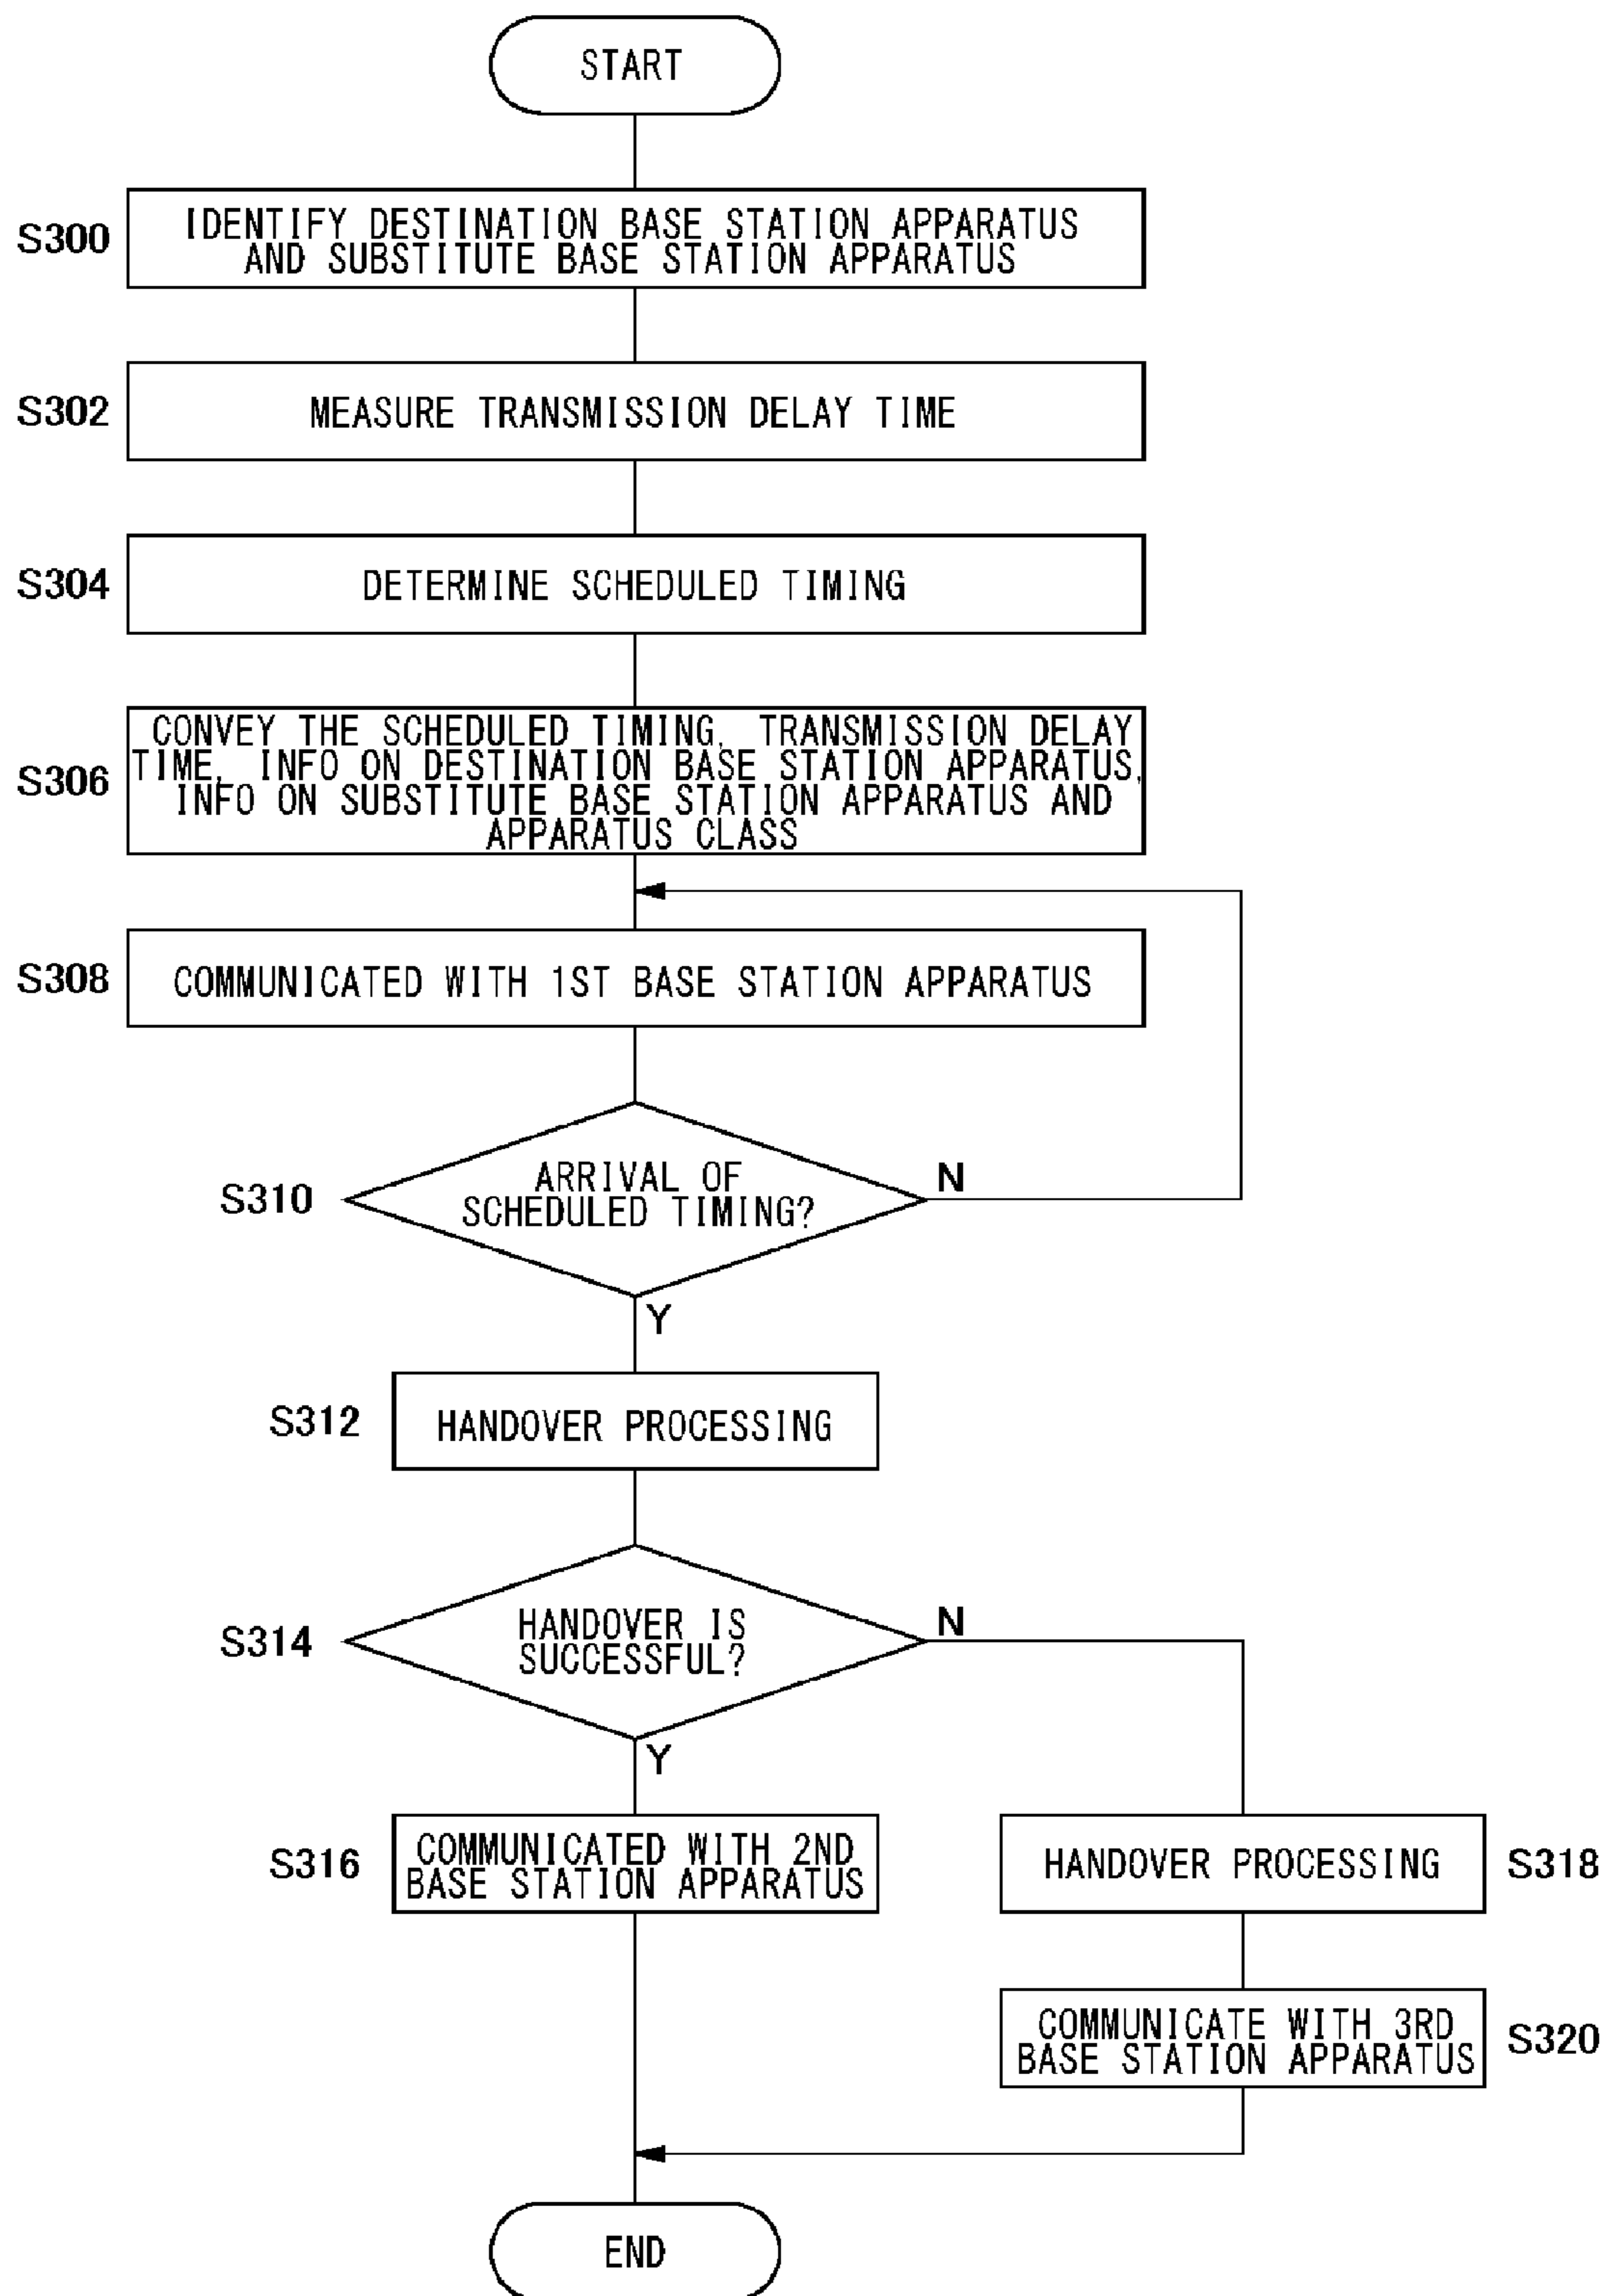 START
S300
IDENTIFY DESTINATION BASE STATION APPARATUS
AND SUBSTITUTE BASE STATION APPARATUS
S302
MEASURE TRANSMISSION DELAY TIME
S304
DETERMINE SCHEDULED TIMING
S306
CONVEY THE SCHEDULED TIMING, TRANSMISSION DELAY
TIME, INFO ON DESTINATION BASE STATION APPARATUS,
INFO ON SUBSTITUTE BASE STATION APPARATUS AND
APPARATUS CLASS
S308
COMMUNICATED WITH 1ST BASE STATION APPARATUS
S310
ARRIVAL OF
SCHEDULED TIMING?
N
Y
S312
HANDOVER PROCESSING
S314
HANDOVER IS
SUCCESSFUL?
N
Y
S316
COMMUNICATED WITH 2ND
BASE STATION APPARATUS
HANDOVER PROCESSING
S318
COMMUNICATE WITH 3RD
BASE STATION APPARATUS
S320
END